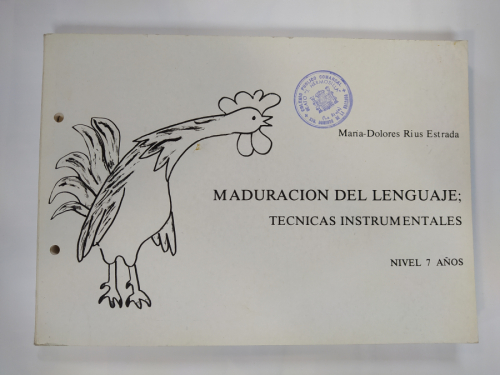 Maria-Dolores Rius Estrada
MADURACION DEL LENGUAJE;
TECNICAS INSTRUMENTALES
NIVEL 7 AÑOS